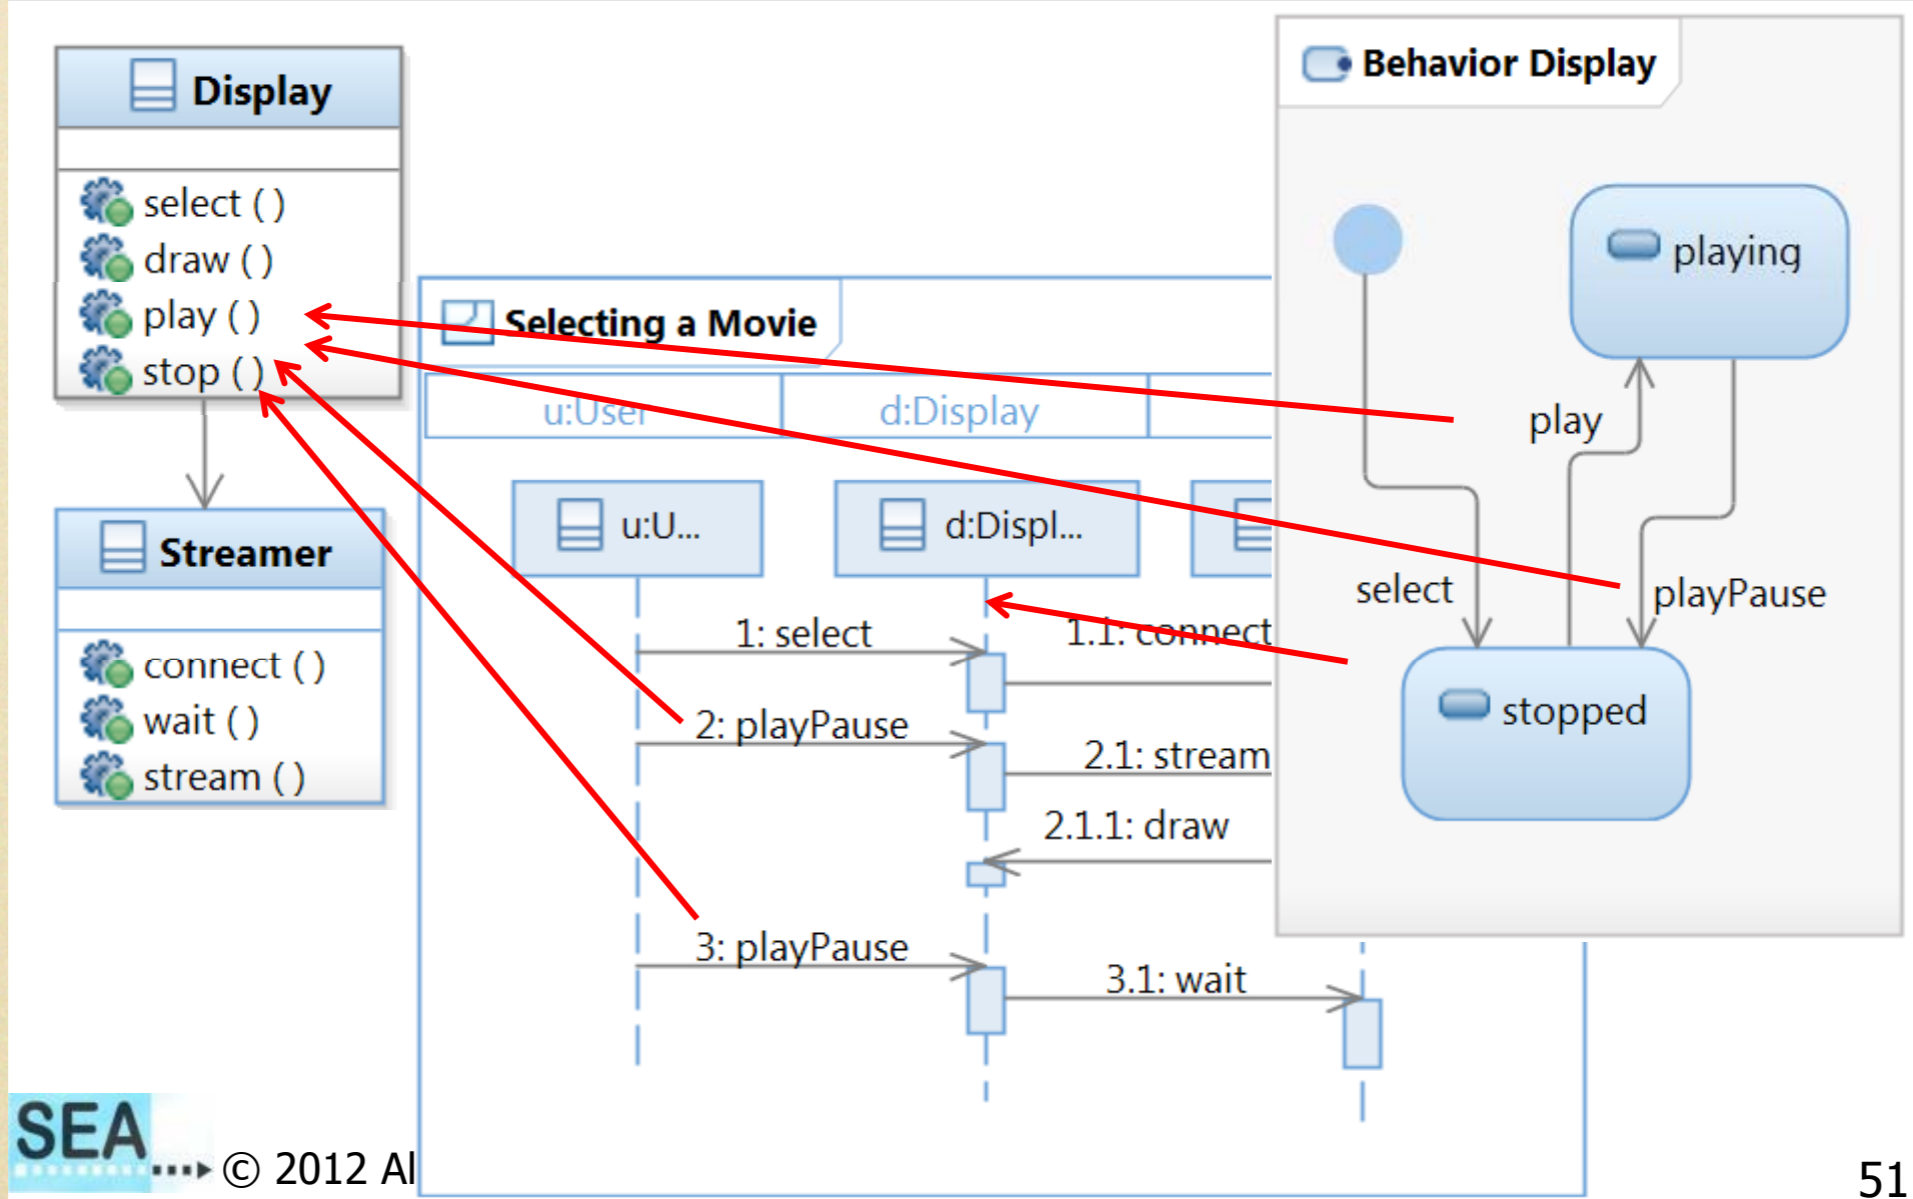 Display
select ( )
draw ( )
play ( )
stop ( )
Streamer
connect ( )
wait ( )
stream ( )
Selecting a Movie
u:User
d:Display
u:U...
d:Displ...
1: select
1.1: connect
2: playPause
2.1: stream
2.1.1: draw
3: playPause
3.1: wait
Behavior Display
playing
play
select
playPause
stopped
SEA
© 2012 Al
51